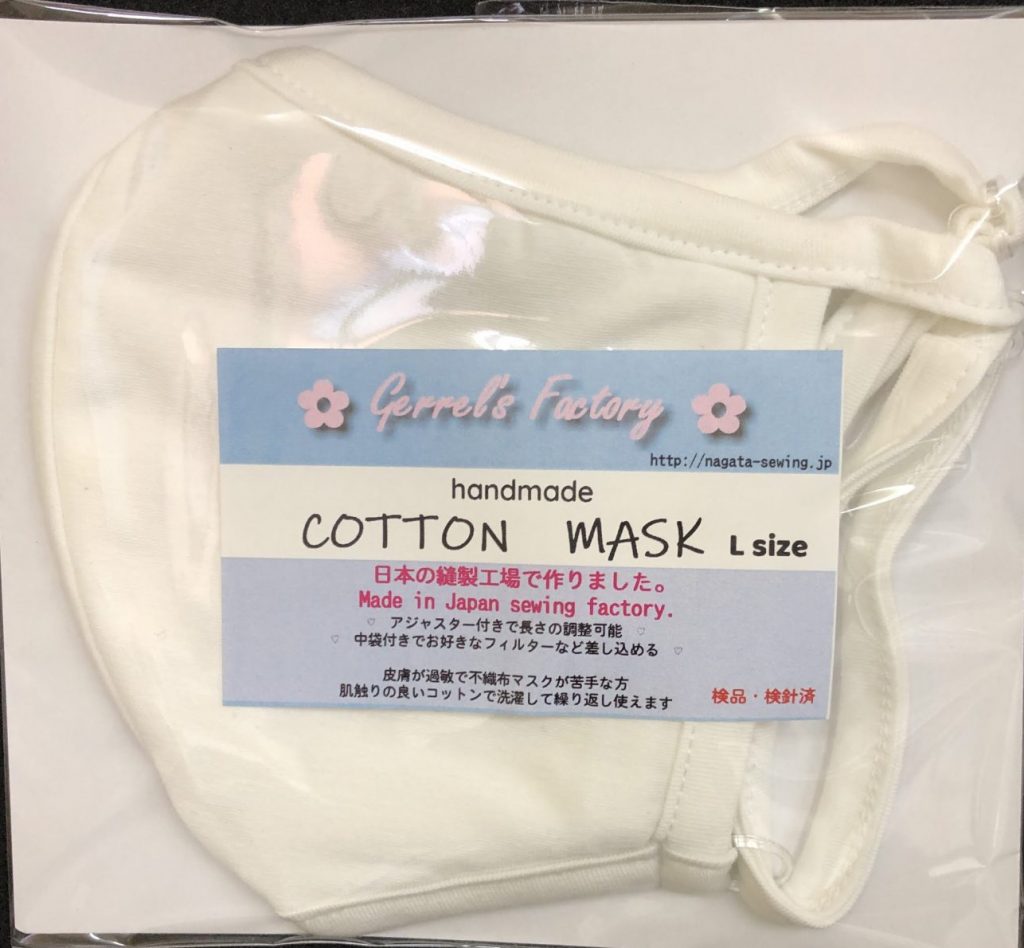 Gerrel's Factory
http://nagata-sewing.jp
handmade
COTTON MASK L size
日本の縫製工場で作りました。
Made in Japan sewing factory.
♡ アジャスター付きで長さの調整可能 ♡
♡ 中袋付きでお好きなフィルターなど差し込める ♡
皮膚が過敏で不織布マスクが苦手な方
肌触りの良いコットンで洗濯して繰り返し使えます
検品・検針済